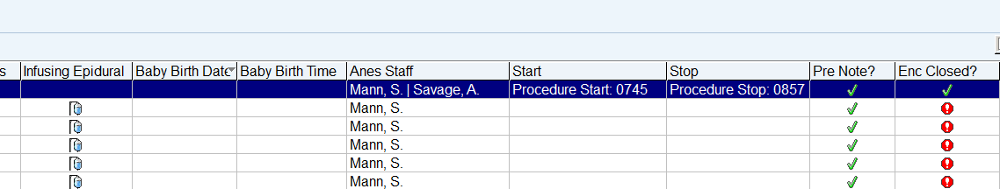 s Infusing Epidural Baby Birth Date Baby Birth Time Anes Staff Start Stop Pre Note? Enc Closed?
Mann, S. | Savage, A. Procedure Start: 0745 Procedure Stop: 0857
Mann, S.
Mann, S.
Mann, S.
Mann, S.
Mann, S.